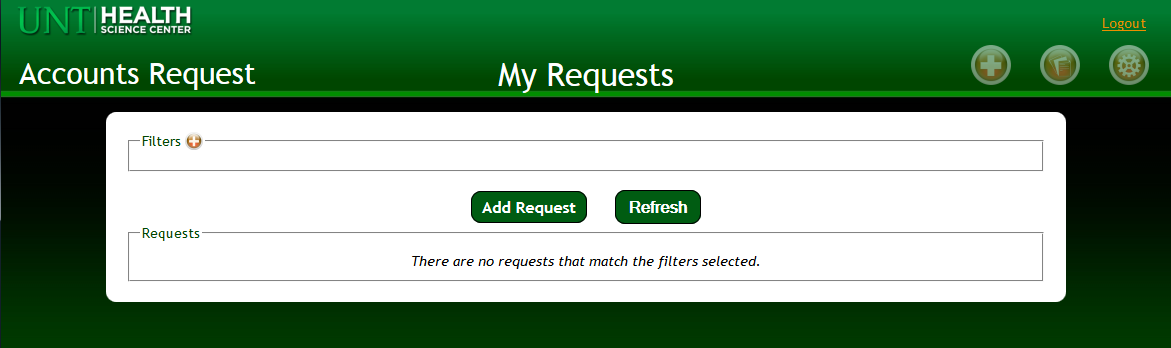 UNT HEALTH
SCIENCE CENTER
Logout
Accounts Request
My Requests
Filters
Add Request
Refresh
Requests
There are no requests that match the filters selected.